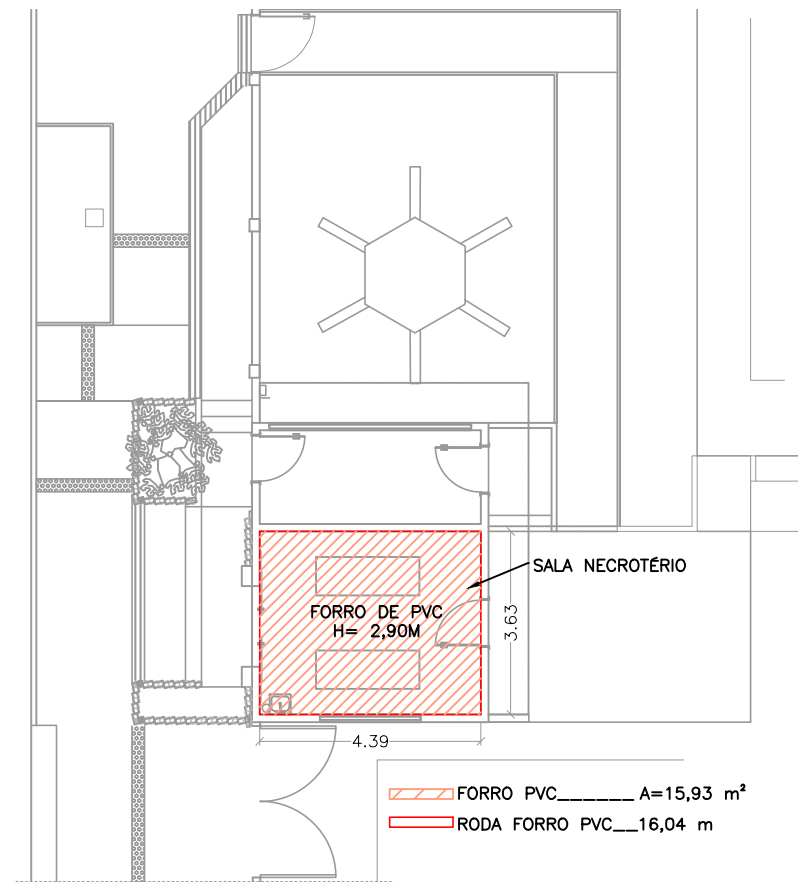 SALA NECROTÉRIO
FORRO DE PVC
H= 2,90M
3.63
4.39
FORRO PVC______ A=15,93 m²
RODA FORRO PVC__16,04 m